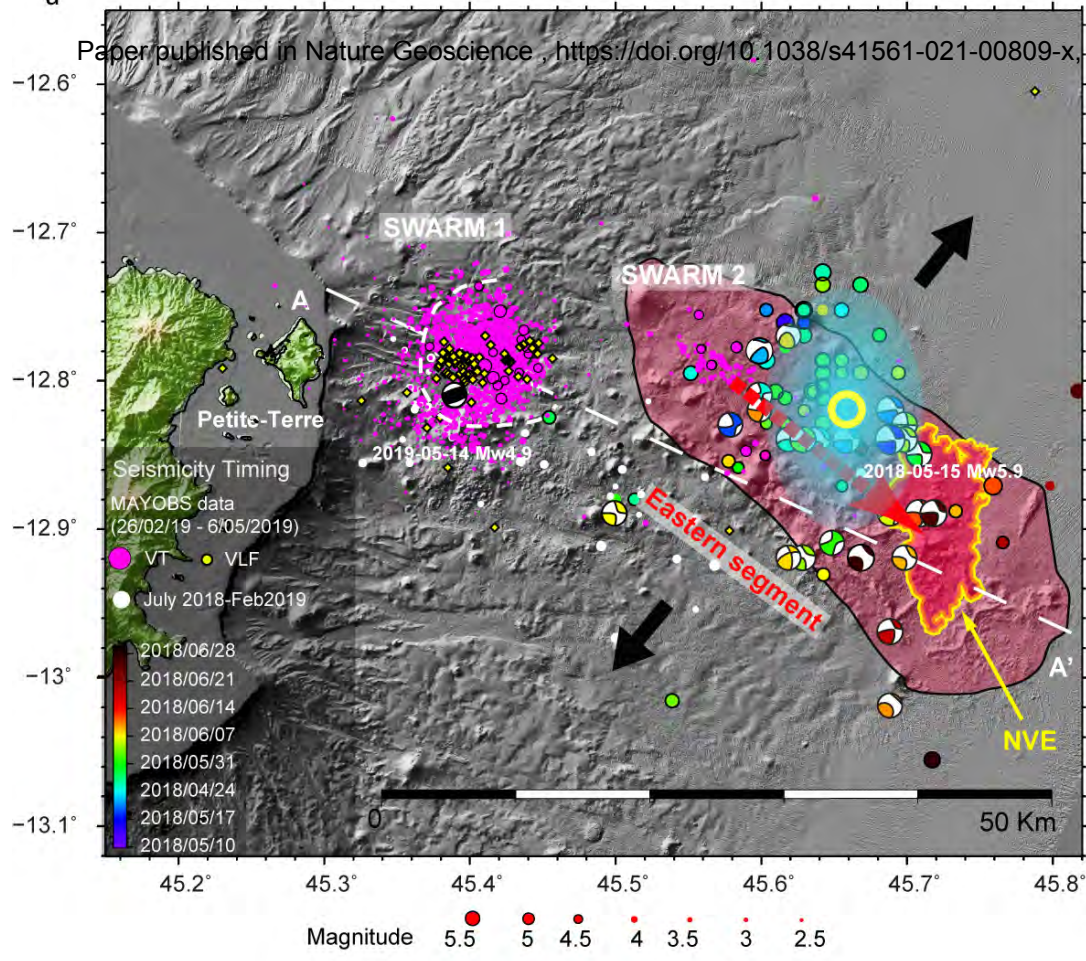 a
Paper published in Nature Geoscience , https://doi.org/10.1038/s41561-021-00809-x,
−12.6°
−12.7°
−12.8°
−12.9°
−13°
−13.1°
SWARM 1
SWARM 2
A
Petite-Terre
2019-05-14 Mw4.9
2018-05-15 Mw5.9
Eastern segment
A'
NVE
Seismicity Timing
MAYOBS data
(26/02/19 - 6/05/2019)
VT
VLF
July 2018-Feb2019
2018/06/28
2018/06/21
2018/06/14
2018/06/07
2018/05/31
2018/04/24
2018/05/17
2018/05/10
0
50 Km
45.2°
45.3°
45.4°
45.5°
45.6°
45.7°
45.8°
Magnitude
5.5 5 4.5 4 3.5 3 2.5